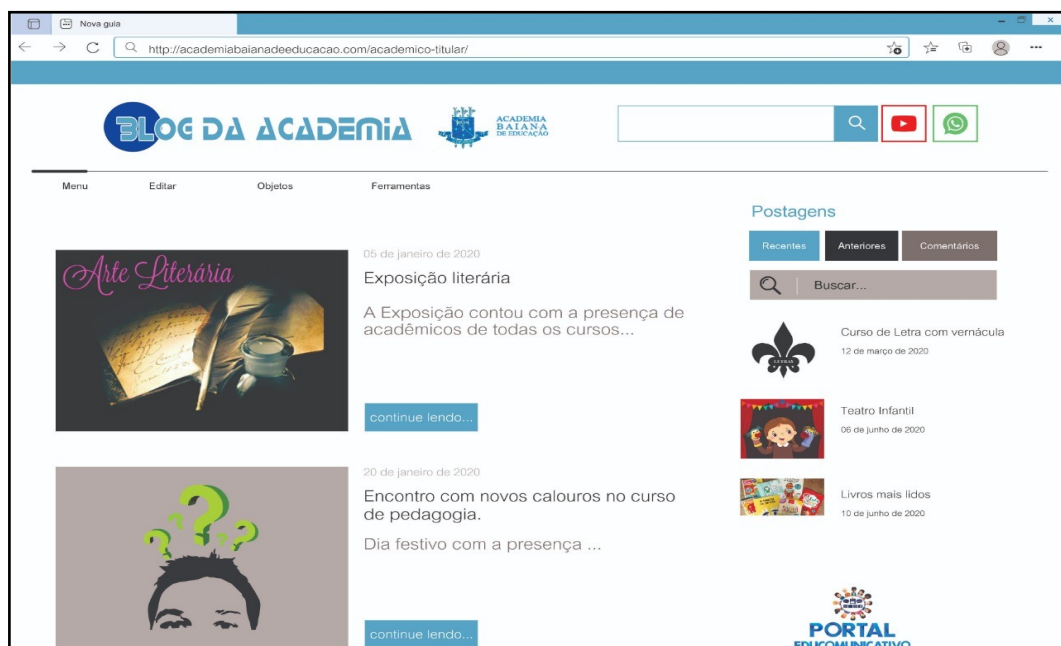 Nova guia
http://academiabaianadeeducacao.com/academico-titular/
BLOG DA ACADEMIA
ACADEMIA
BAIANA
DE EDUCAÇÃO
Menu
Editar
Objetos
Ferramentas
Arte Literária
05 de janeiro de 2020
Exposição literária
A Exposição contou com a presença de
acadêmicos de todas os cursos...
continue lendo...
20 de janeiro de 2020
Encontro com novos calouros no curso
de pedagogia.
Dia festivo com a presença ...
continue lendo...
Postagens
Recentes
Anteriores
Comentários
Buscar...
LETRAS
Curso de Letra com vernácula
12 de março de 2020
Teatro Infantil
06 de junho de 2020
Livros mais lidos
10 de junho de 2020
PORTAL
EDUCOMUNICATIVO